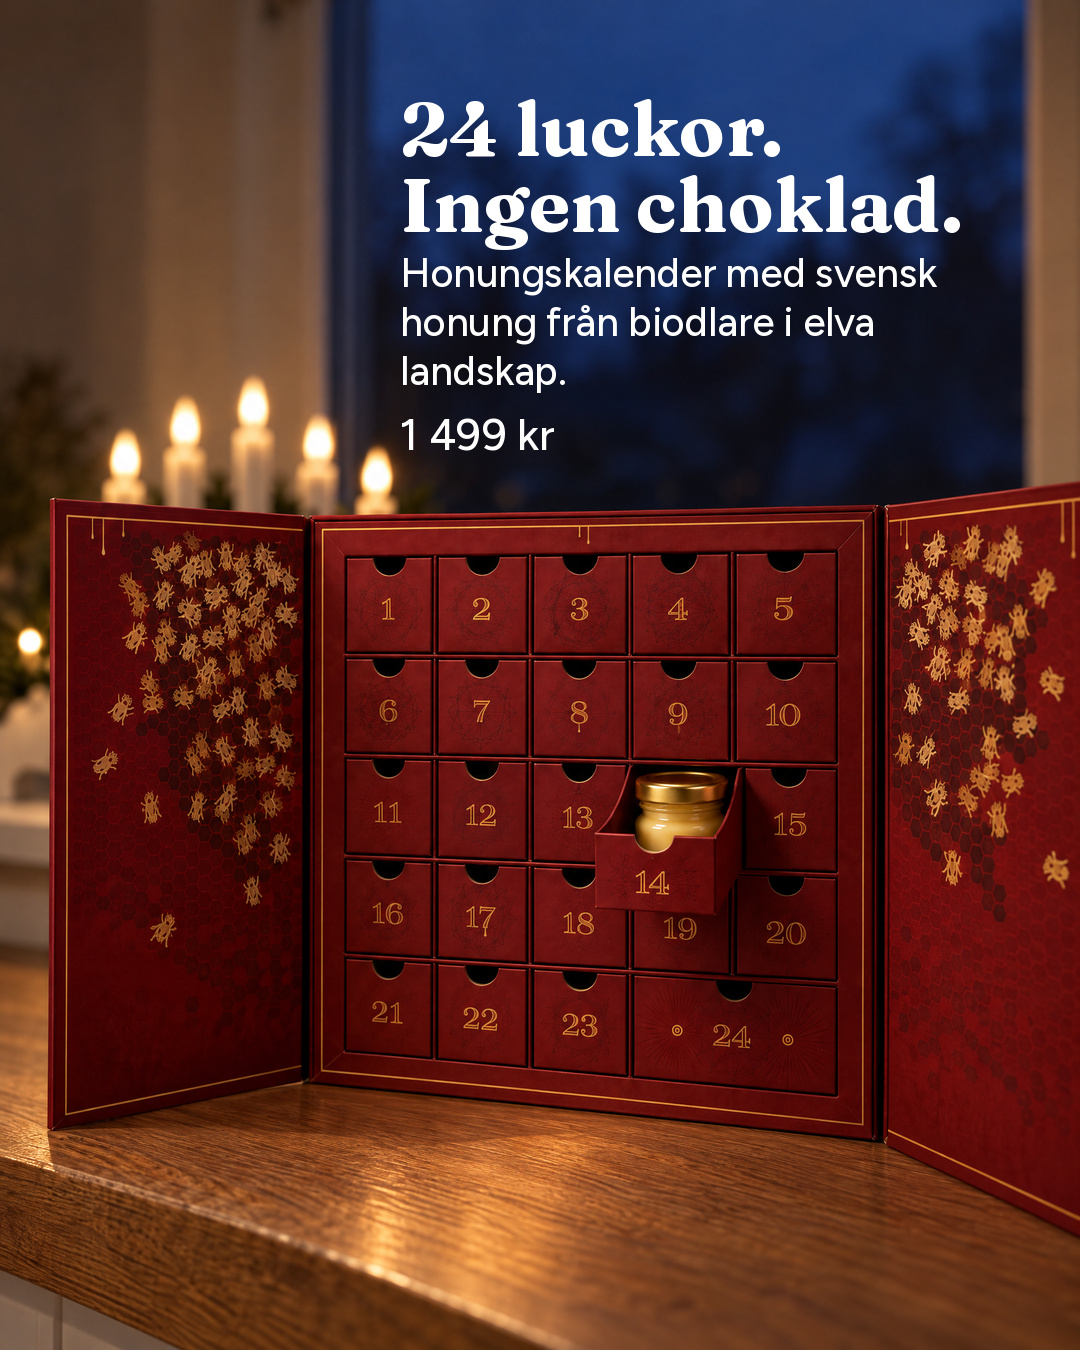 24 luckor.
Ingen choklad.
Honungskalender med svensk
honung från biodlare i elva
landskap.
1 499 kr
1 2 3 4 5
6 7 8 9 10
11 12 13 14 15
16 17 18 19 20
21 22 23 24